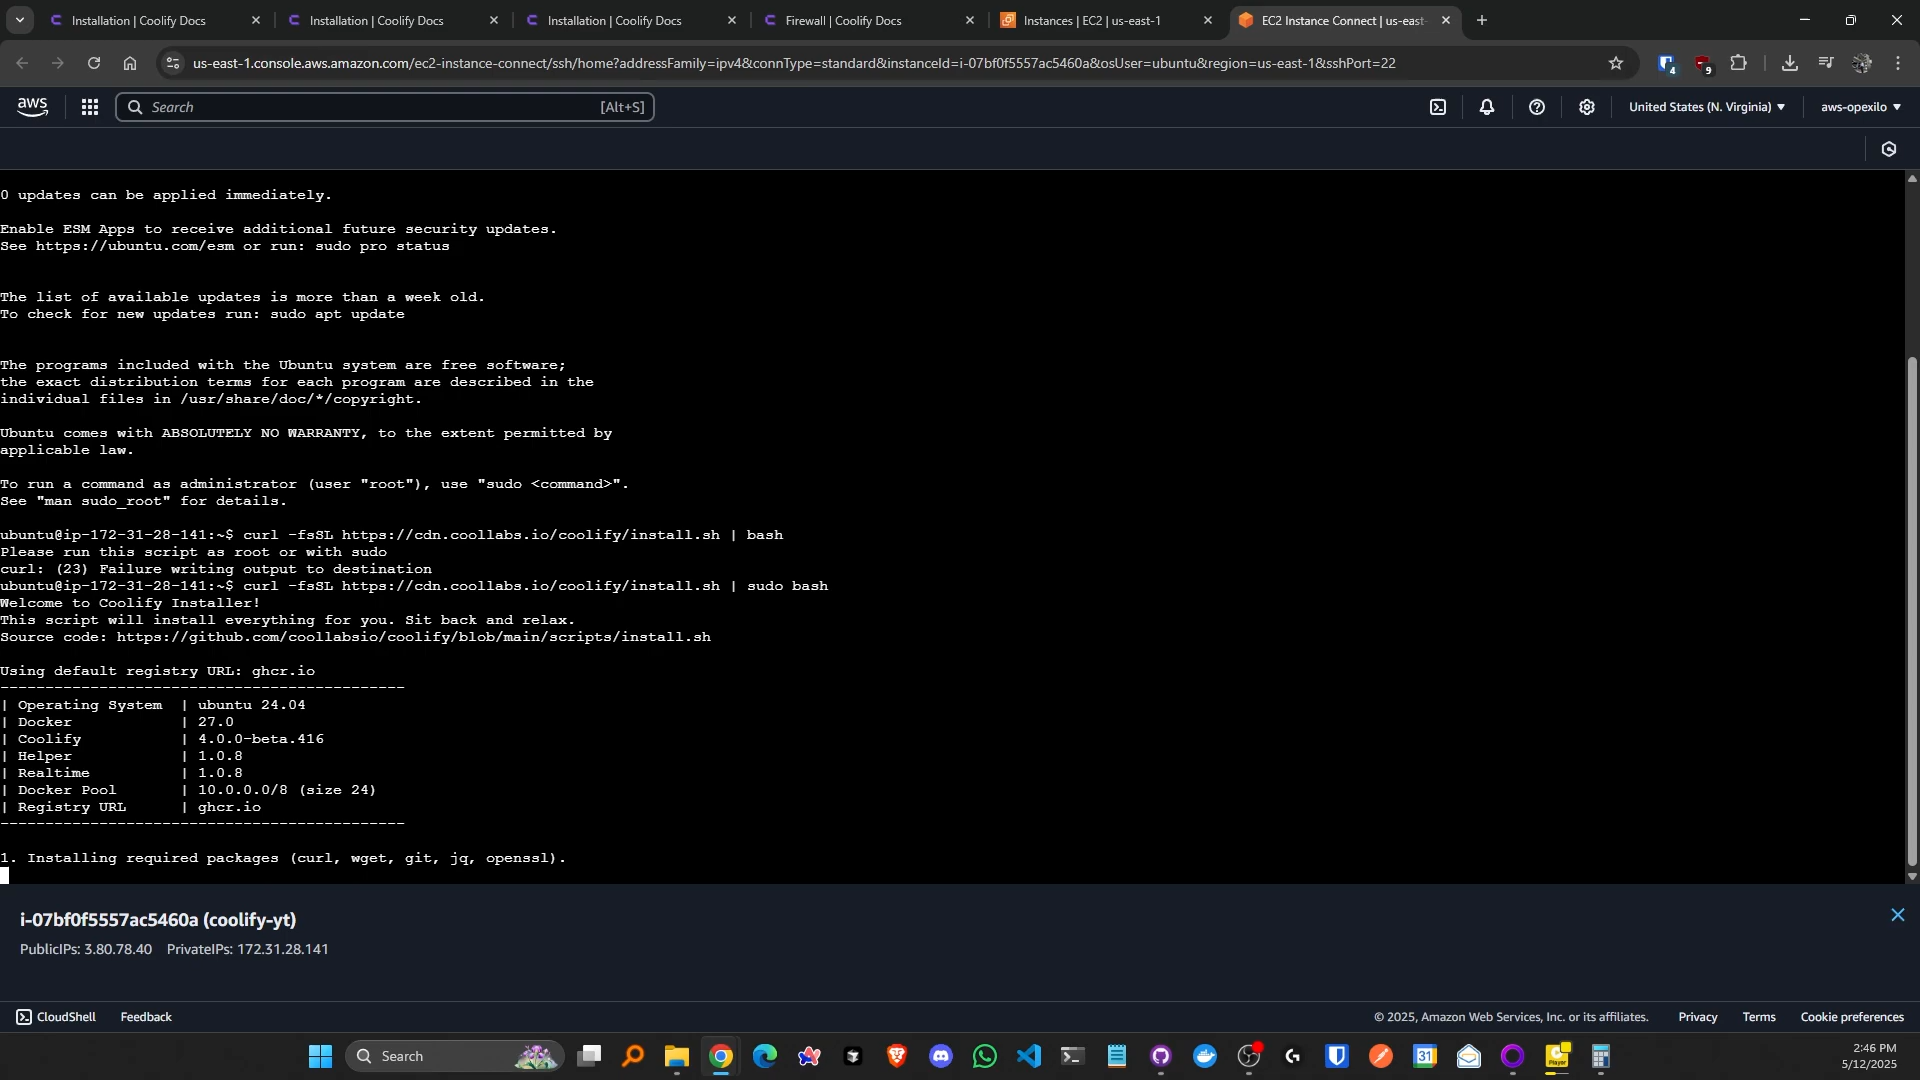 Installation | Coolify Docs
Installation | Coolify Docs
Installation | Coolify Docs
Firewall | Coolify Docs
Instances | EC2 | us-east-1
EC2 Instance Connect | us-east-
us-east-1.console.aws.amazon.com/ec2-instance-connect/ssh/home?addressFamily=ipv4&connType=standard&instanceId=i-07bf0f5557ac5460a&osUser=ubuntu&region=us-east-1&sshPort=22
4
9
aws
Search
[Alt+S]
United States (N. Virginia)
aws-opexilo
0 updates can be applied immediately.
Enable ESM Apps to receive additional future security updates.
See https://ubuntu.com/esm or run: sudo pro status
The list of available updates is more than a week old.
To check for new updates run: sudo apt update
The programs included with the Ubuntu system are free software;
the exact distribution terms for each program are described in the
individual files in /usr/share/doc/*/copyright.
Ubuntu comes with ABSOLUTELY NO WARRANTY, to the extent permitted by
applicable law.
To run a command as administrator (user "root"), use "sudo <command>".
See "man sudo_root" for details.
ubuntu@ip-172-31-28-141:~$ curl -fsSL https://cdn.coollabs.io/coolify/install.sh | bash
Please run this script as root or with sudo
curl: (23) Failure writing output to destination
ubuntu@ip-172-31-28-141:~$ curl -fsSL https://cdn.coollabs.io/coolify/install.sh | sudo bash
Welcome to Coolify Installer!
This script will install everything for you. Sit back and relax.
Source code: https://github.com/coollabsio/coolify/blob/main/scripts/install.sh
Using default registry URL: ghcr.io
---------------------------------------------
| Operating System  | ubuntu 24.04
| Docker            | 27.0
| Coolify           | 4.0.0-beta.416
| Helper            | 1.0.8
| Realtime          | 1.0.8
| Docker Pool       | 10.0.0.0/8 (size 24)
| Registry URL      | ghcr.io
---------------------------------------------
1. Installing required packages (curl, wget, git, jq, openssl).
i-07bf0f5557ac5460a (coolify-yt)
PublicIPs: 3.80.78.40 PrivateIPs: 172.31.28.141
CloudShell
Feedback
© 2025, Amazon Web Services, Inc. or its affiliates.
Privacy
Terms
Cookie preferences
Search
31
2:46 PM
5/12/2025